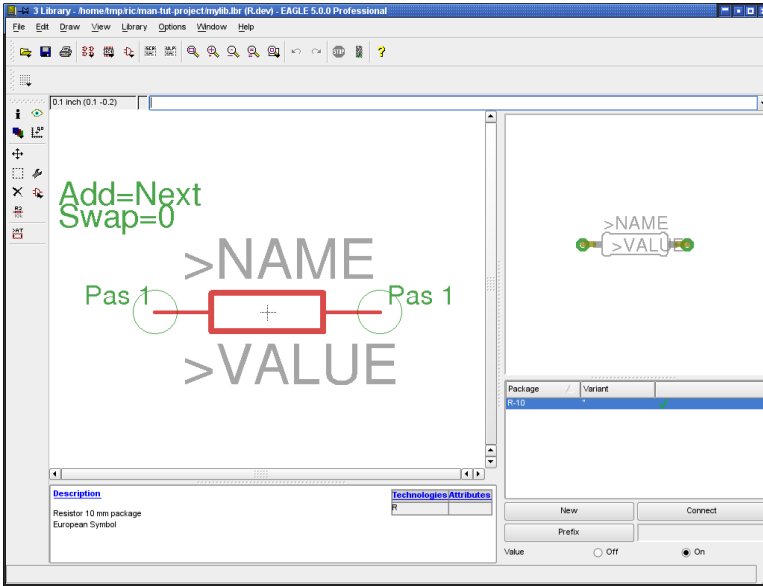 3 Library - /home/tmp/ric/man-tut-project/mylib.lbr (R.dev) - EAGLE 5.0.0 Professional
File Edit Draw View Library Options Window Help
0.1 inch (0.1 -0.2)
Add=Next
Swap=0
>NAME
Pas 1 Pas 1
>VALUE
>NAME
>VALUE
Package Variant
R-10 "
Description
Technologies Attributes
R
Resistor 10 mm package
European Symbol
New Connect
Prefix
Value Off On